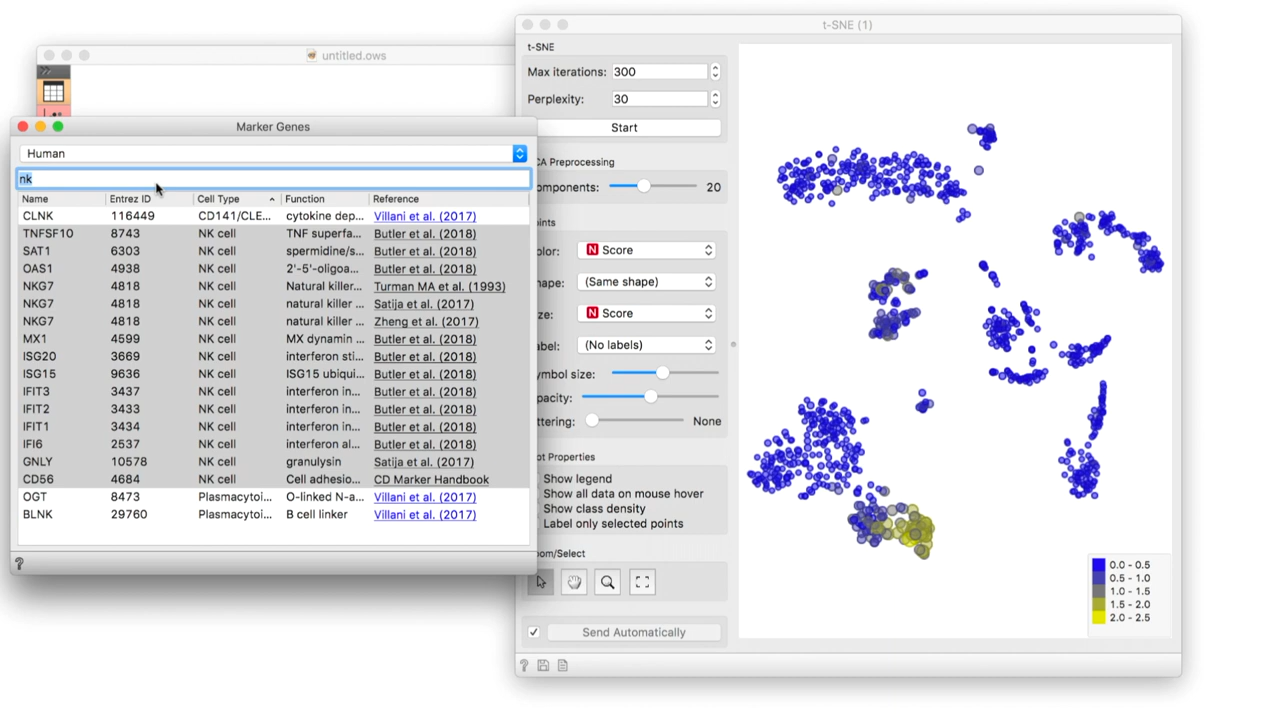 t-SNE (1)
untitled.ows
t-SNE
Max iterations: 300
Perplexity: 30
Start
CA Preprocessing
omponents: 20
oints
olor: N Score
hape: (Same shape)
ize: N Score
abel: (No labels)
ymbol size:
pacity:
ttering: None
ot Properties
Show legend
Show all data on mouse hover
Show class density
Label only selected points
oom/Select
Send Automatically
0.0 - 0.5
0.5 - 1.0
1.0 - 1.5
1.5 - 2.0
2.0 - 2.5
Marker Genes
Human
nk
Name Entrez ID Cell Type Function Reference
CLNK 116449 CD141/CLE... cytokine dep... Villani et al. (2017)
TNFSF10 8743 NK cell TNF superfa... Butler et al. (2018)
SAT1 6303 NK cell spermidine/s... Butler et al. (2018)
OAS1 4938 NK cell 2'-5'-oligoa... Butler et al. (2018)
NKG7 4818 NK cell Natural killer... Turman MA et al. (1993)
NKG7 4818 NK cell natural killer ... Satija et al. (2017)
NKG7 4818 NK cell natural killer ... Zheng et al. (2017)
MX1 4599 NK cell MX dynamin ... Butler et al. (2018)
ISG20 3669 NK cell interferon sti... Butler et al. (2018)
ISG15 9636 NK cell ISG15 ubiqui... Butler et al. (2018)
IFIT3 3437 NK cell interferon in... Butler et al. (2018)
IFIT2 3433 NK cell interferon in... Butler et al. (2018)
IFIT1 3434 NK cell interferon in... Butler et al. (2018)
IFI6 2537 NK cell interferon al... Butler et al. (2018)
GNLY 10578 NK cell granulysin Satija et al. (2017)
CD56 4684 NK cell Cell adhesio... CD Marker Handbook
OGT 8473 Plasmacytoi... O-linked N-a... Villani et al. (2017)
BLNK 29760 Plasmacytoi... B cell linker Villani et al. (2017)